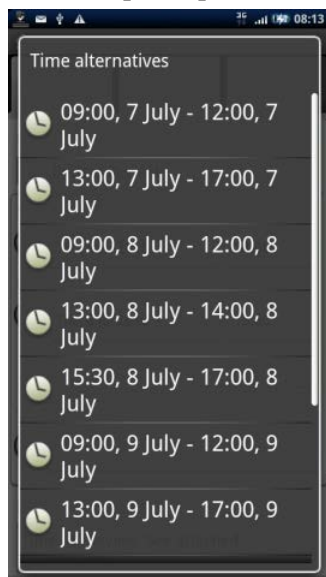 3G 08:13
Time alternatives
09:00, 7 July - 12:00, 7
July
13:00, 7 July - 17:00, 7
July
09:00, 8 July - 12:00, 8
July
13:00, 8 July - 14:00, 8
July
15:30, 8 July - 17:00, 8
July
09:00, 9 July - 12:00, 9
July
13:00, 9 July - 17:00, 9
July